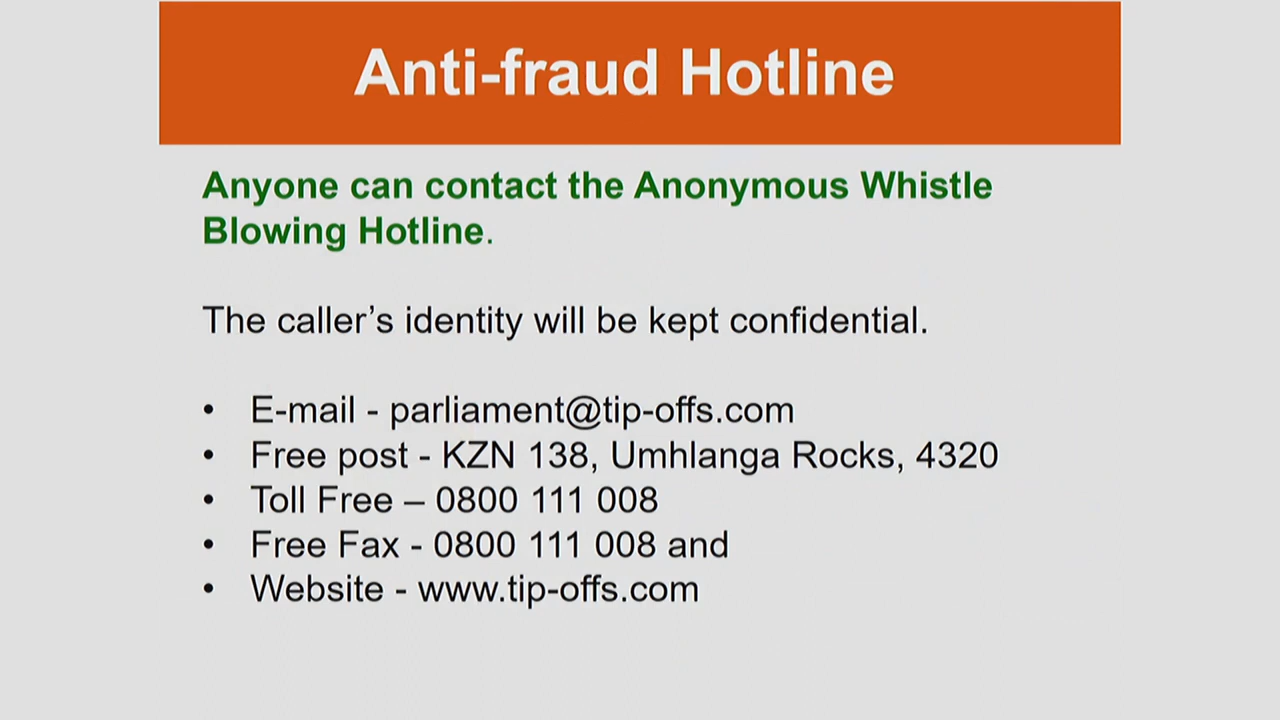 Anti-fraud Hotline
Anyone can contact the Anonymous Whistle
Blowing Hotline.
The caller’s identity will be kept confidential.
• E-mail - parliament@tip-offs.com
• Free post - KZN 138, Umhlanga Rocks, 4320
• Toll Free – 0800 111 008
• Free Fax - 0800 111 008 and
• Website - www.tip-offs.com